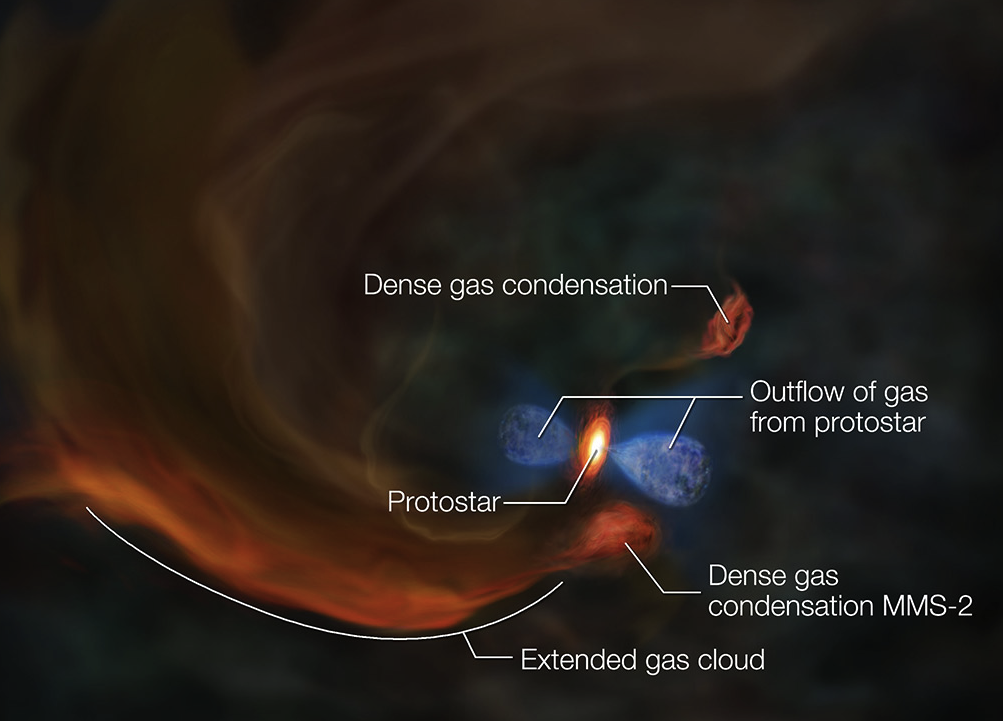 Dense gas condensation
Outflow of gas
from protostar
Protostar
Dense gas
condensation MMS-2
Extended gas cloud